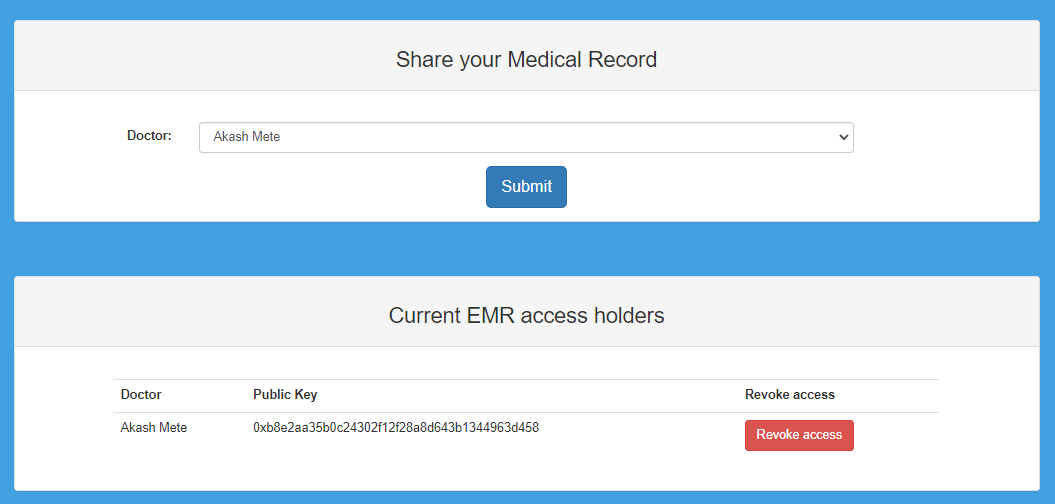 Share your Medical Record
Doctor: Akash Mete
Submit
Current EMR access holders
Doctor Public Key Revoke access
Akash Mete 0xb8e2aa35b0c24302f12f28a8d643b1344963d458 Revoke access